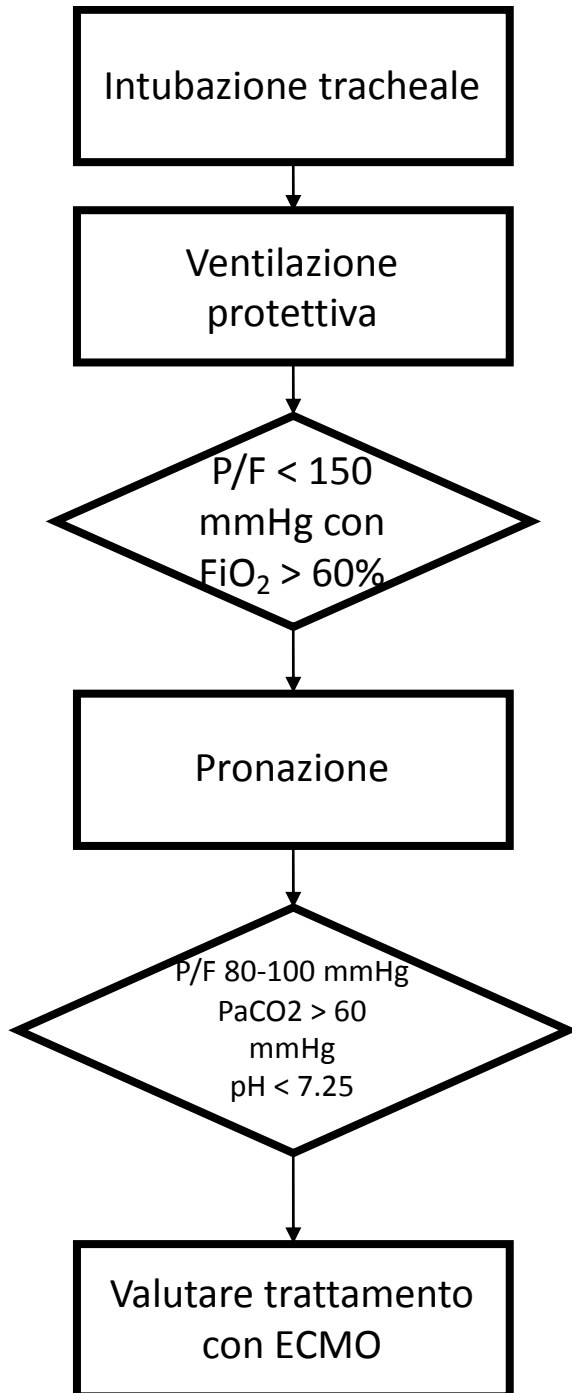 Intubazione tracheale
Ventilazione
protettiva
P/F < 150
mmHg con
FiO₂ > 60%
Pronazione
P/F 80-100 mmHg
PaCO2 > 60
mmHg
pH < 7.25
Valutare trattamento
con ECMO